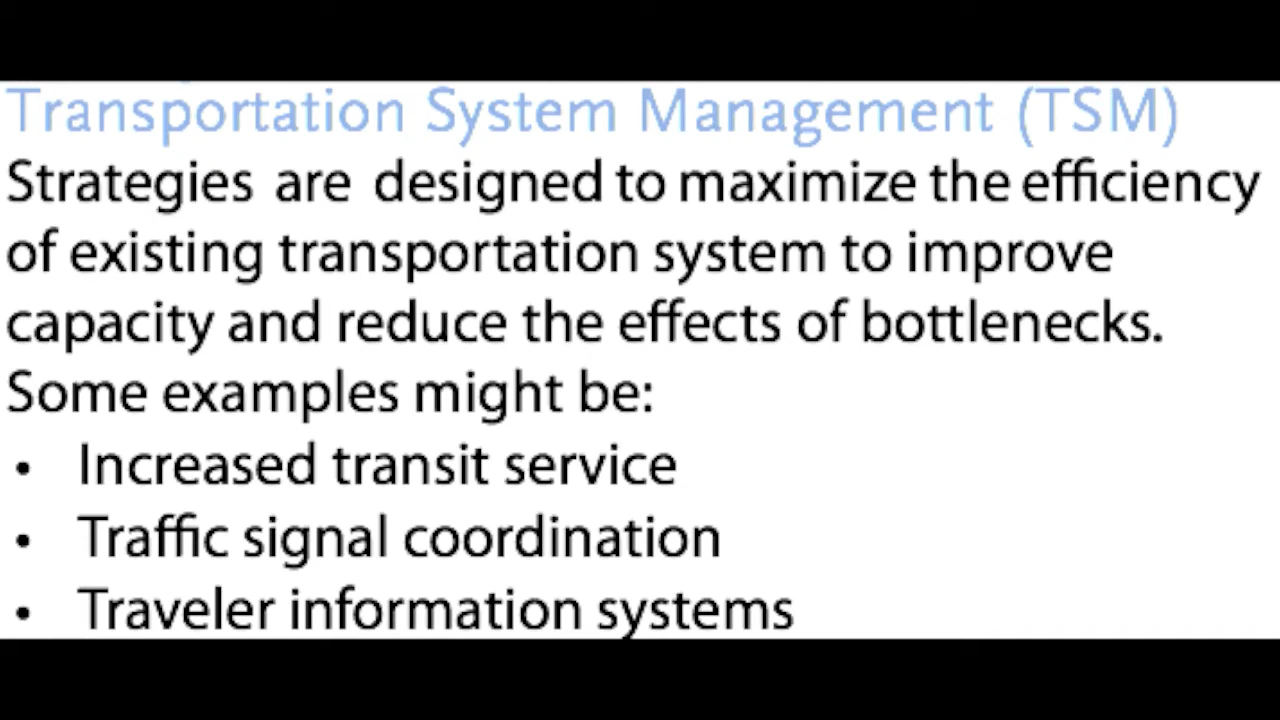 Transportation System Management (TSM)
Strategies are designed to maximize the efficiency
of existing transportation system to improve
capacity and reduce the effects of bottlenecks.
Some examples might be:
• Increased transit service
• Traffic signal coordination
• Traveler information systems